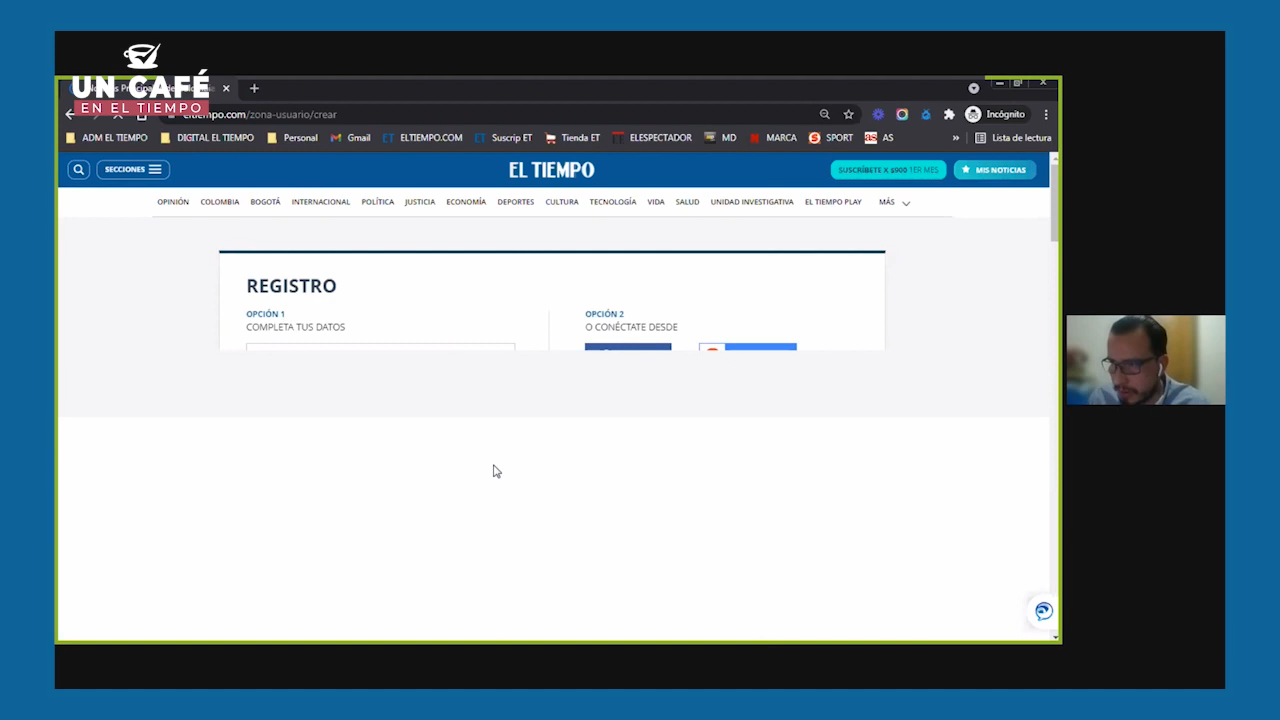 UN CAFÉ
EN EL TIEMPO
eltiempo.com/zona-usuario/crear
Incógnito
ADM EL TIEMPO
DIGITAL EL TIEMPO
Personal
Gmail
ET ELTIEMPO.COM
ET Suscrip ET
Tienda ET
ELESPECTADOR
MD
MARCA
S SPORT
as AS
»
Lista de lectura
SECCIONES
EL TIEMPO
SUSCRÍBETE X $900 1ER MES
MIS NOTICIAS
OPINIÓN COLOMBIA BOGOTÁ INTERNACIONAL POLÍTICA JUSTICIA ECONOMÍA DEPORTES CULTURA TECNOLOGÍA VIDA SALUD UNIDAD INVESTIGATIVA EL TIEMPO PLAY MÁS
REGISTRO
OPCIÓN 1
COMPLETA TUS DATOS
OPCIÓN 2
O CONÉCTATE DESDE